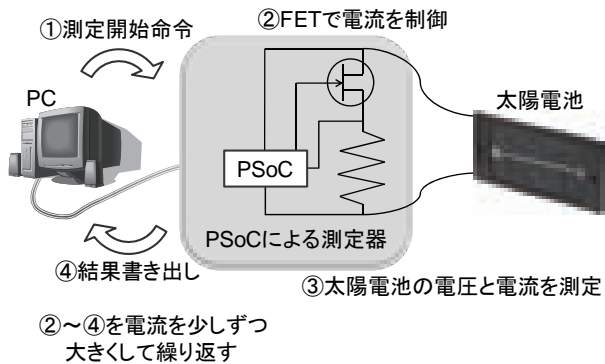 ①測定開始命令
②FETで電流を制御
PC
太陽電池
PSoC
PSoCによる測定器
④結果書き出し
③太陽電池の電圧と電流を測定
②～④を電流を少しずつ
大きくして繰り返す